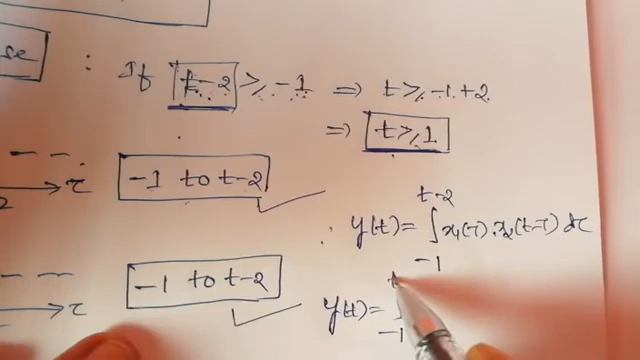 se : If t-2 ≥ -1 ⇒ t ≥ -1+2
⇒ t ≥ 1
-- --
→ τ
2
-1 to t-2
t-2
∴ y(t) = ∫ x₁(τ).x₂(t-τ) dτ
-1
-- --
→ τ
-1 to t-2
t
y(t) = ∫
-1